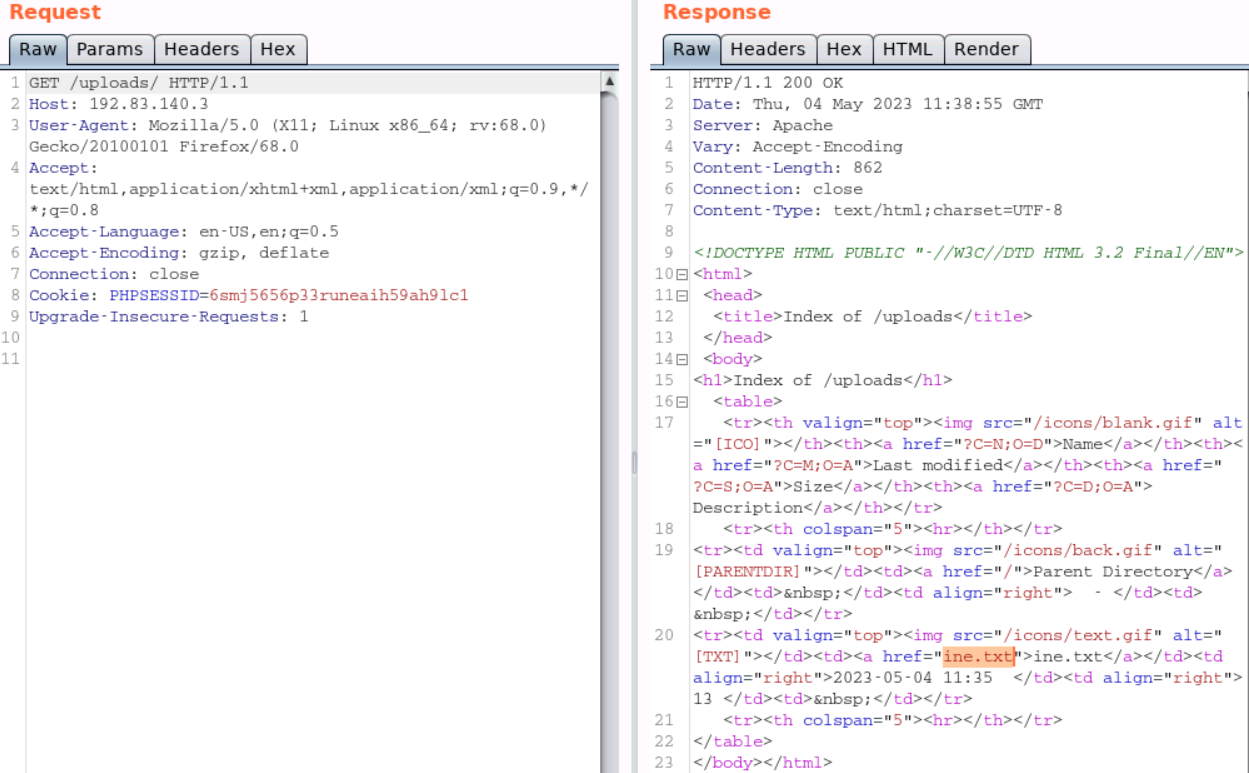 Request
Raw Params Headers Hex
1 GET /uploads/ HTTP/1.1
2 Host: 192.83.140.3
3 User-Agent: Mozilla/5.0 (X11; Linux x86_64; rv:68.0)
Gecko/20100101 Firefox/68.0
4 Accept:
text/html,application/xhtml+xml,application/xml;q=0.9,*/
*;q=0.8
5 Accept-Language: en-US,en;q=0.5
6 Accept-Encoding: gzip, deflate
7 Connection: close
8 Cookie: PHPSESSID=6smj5656p33runeaih59ah9lc1
9 Upgrade-Insecure-Requests: 1
10
11
Response
Raw Headers Hex HTML Render
1 HTTP/1.1 200 OK
2 Date: Thu, 04 May 2023 11:38:55 GMT
3 Server: Apache
4 Vary: Accept-Encoding
5 Content-Length: 862
6 Connection: close
7 Content-Type: text/html;charset=UTF-8
8
9 <!DOCTYPE HTML PUBLIC "-//W3C//DTD HTML 3.2 Final//EN">
10 <html>
11 <head>
12 <title>Index of /uploads</title>
13 </head>
14 <body>
15 <h1>Index of /uploads</h1>
16 <table>
17 <tr><th valign="top"><img src="/icons/blank.gif" alt
="[ICO]"></th><th><a href="?C=N;O=D">Name</a></th><th><
a href="?C=M;O=A">Last modified</a></th><th><a href="
?C=S;O=A">Size</a></th><th><a href="?C=D;O=A">
Description</a></th></tr>
18 <tr><th colspan="5"><hr></th></tr>
19 <tr><td valign="top"><img src="/icons/back.gif" alt="
[PARENTDIR]"></td><td><a href="/">Parent Directory</a>
</td><td>&nbsp;</td><td align="right"> - </td><td>
&nbsp;</td></tr>
20 <tr><td valign="top"><img src="/icons/text.gif" alt="
[TXT]"></td><td><a href="ine.txt">ine.txt</a></td><td
align="right">2023-05-04 11:35 </td><td align="right">
13 </td><td>&nbsp;</td></tr>
21 <tr><th colspan="5"><hr></th></tr>
22 </table>
23 </body></html>